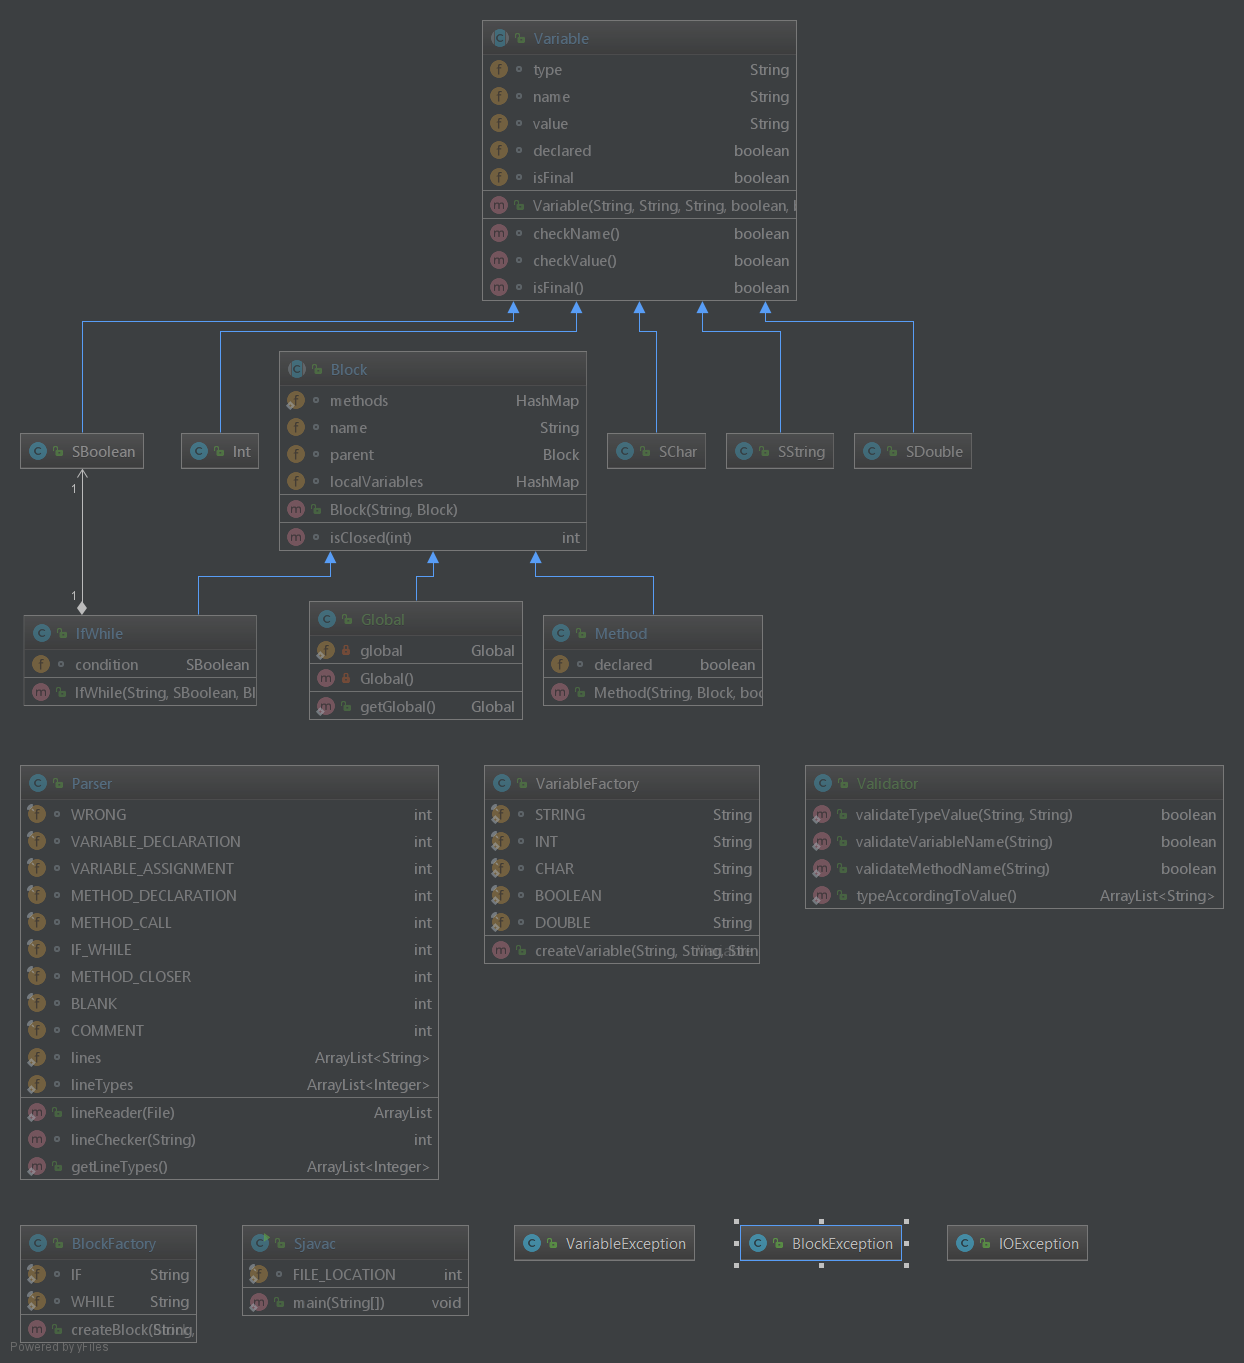 Variable
type String
name String
value String
declared boolean
isFinal boolean
Variable(String, String, String, boolean,
checkName() boolean
checkValue() boolean
isFinal() boolean
Block
methods HashMap
name String
parent Block
localVariables HashMap
Block(String, Block)
isClosed(int) int
SBoolean
Int
SChar
SString
SDouble
1
1
IfWhile
condition SBoolean
IfWhile(String, SBoolean, Bl
Global
global Global
Global()
getGlobal() Global
Method
declared boolean
Method(String, Block, boo
Parser
WRONG int
VARIABLE_DECLARATION int
VARIABLE_ASSIGNMENT int
METHOD_DECLARATION int
METHOD_CALL int
IF_WHILE int
METHOD_CLOSER int
BLANK int
COMMENT int
lines ArrayList<String>
lineTypes ArrayList<Integer>
lineReader(File) ArrayList
lineChecker(String) int
getLineTypes() ArrayList<Integer>
VariableFactory
STRING String
INT String
CHAR String
BOOLEAN String
DOUBLE String
createVariable(String, String, Strin
Validator
validateTypeValue(String, String) boolean
validateVariableName(String) boolean
validateMethodName(String) boolean
typeAccordingToValue() ArrayList<String>
BlockFactory
IF String
WHILE String
createBlock(String,
Sjavac
FILE_LOCATION int
main(String[]) void
VariableException
BlockException
IOException
Powered by yFiles